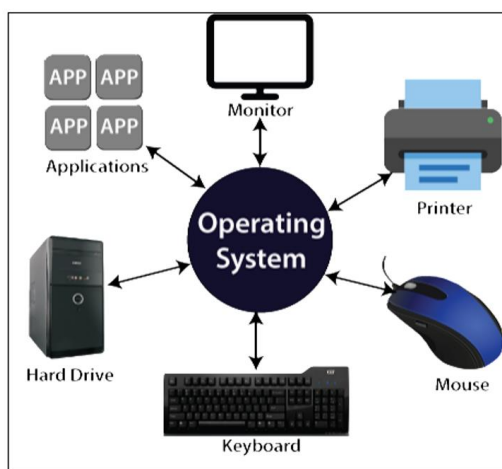 APP APP
APP APP
Applications
Monitor
Printer
Operating
System
Hard Drive
Mouse
Keyboard